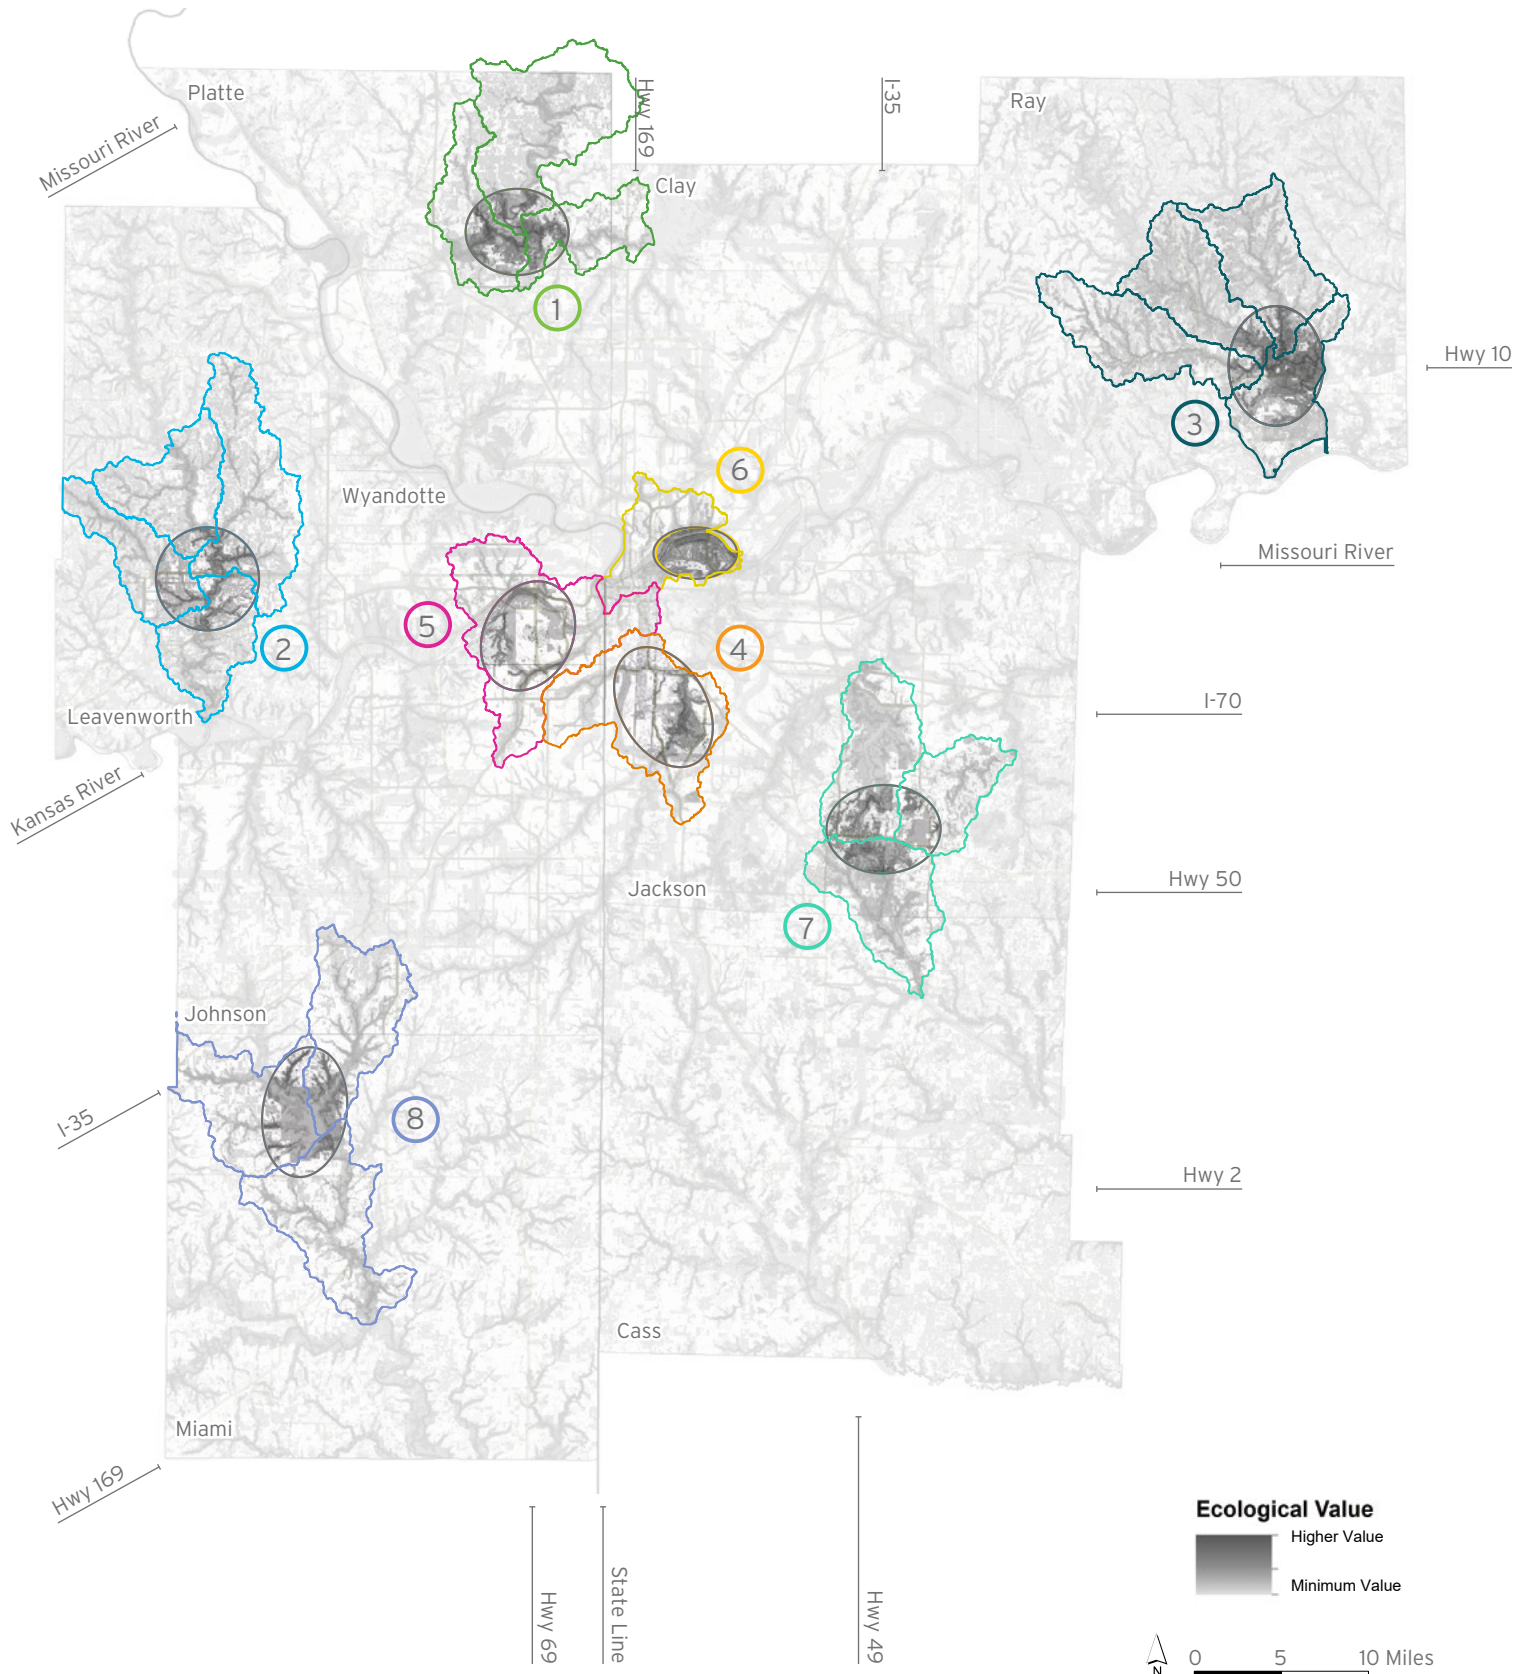 Platte
Missouri River
Hwy 169
I-35
Ray
Clay
1
Hwy 10
3
6
Wyandotte
Missouri River
5
4
2
I-70
Leavenworth
Kansas River
Hwy 50
Jackson
7
Johnson
I-35
8
Hwy 2
Cass
Miami
Hwy 169
Hwy 69
State Line
Hwy 49
Ecological Value
Higher Value
Minimum Value
N
0 5 10 Miles